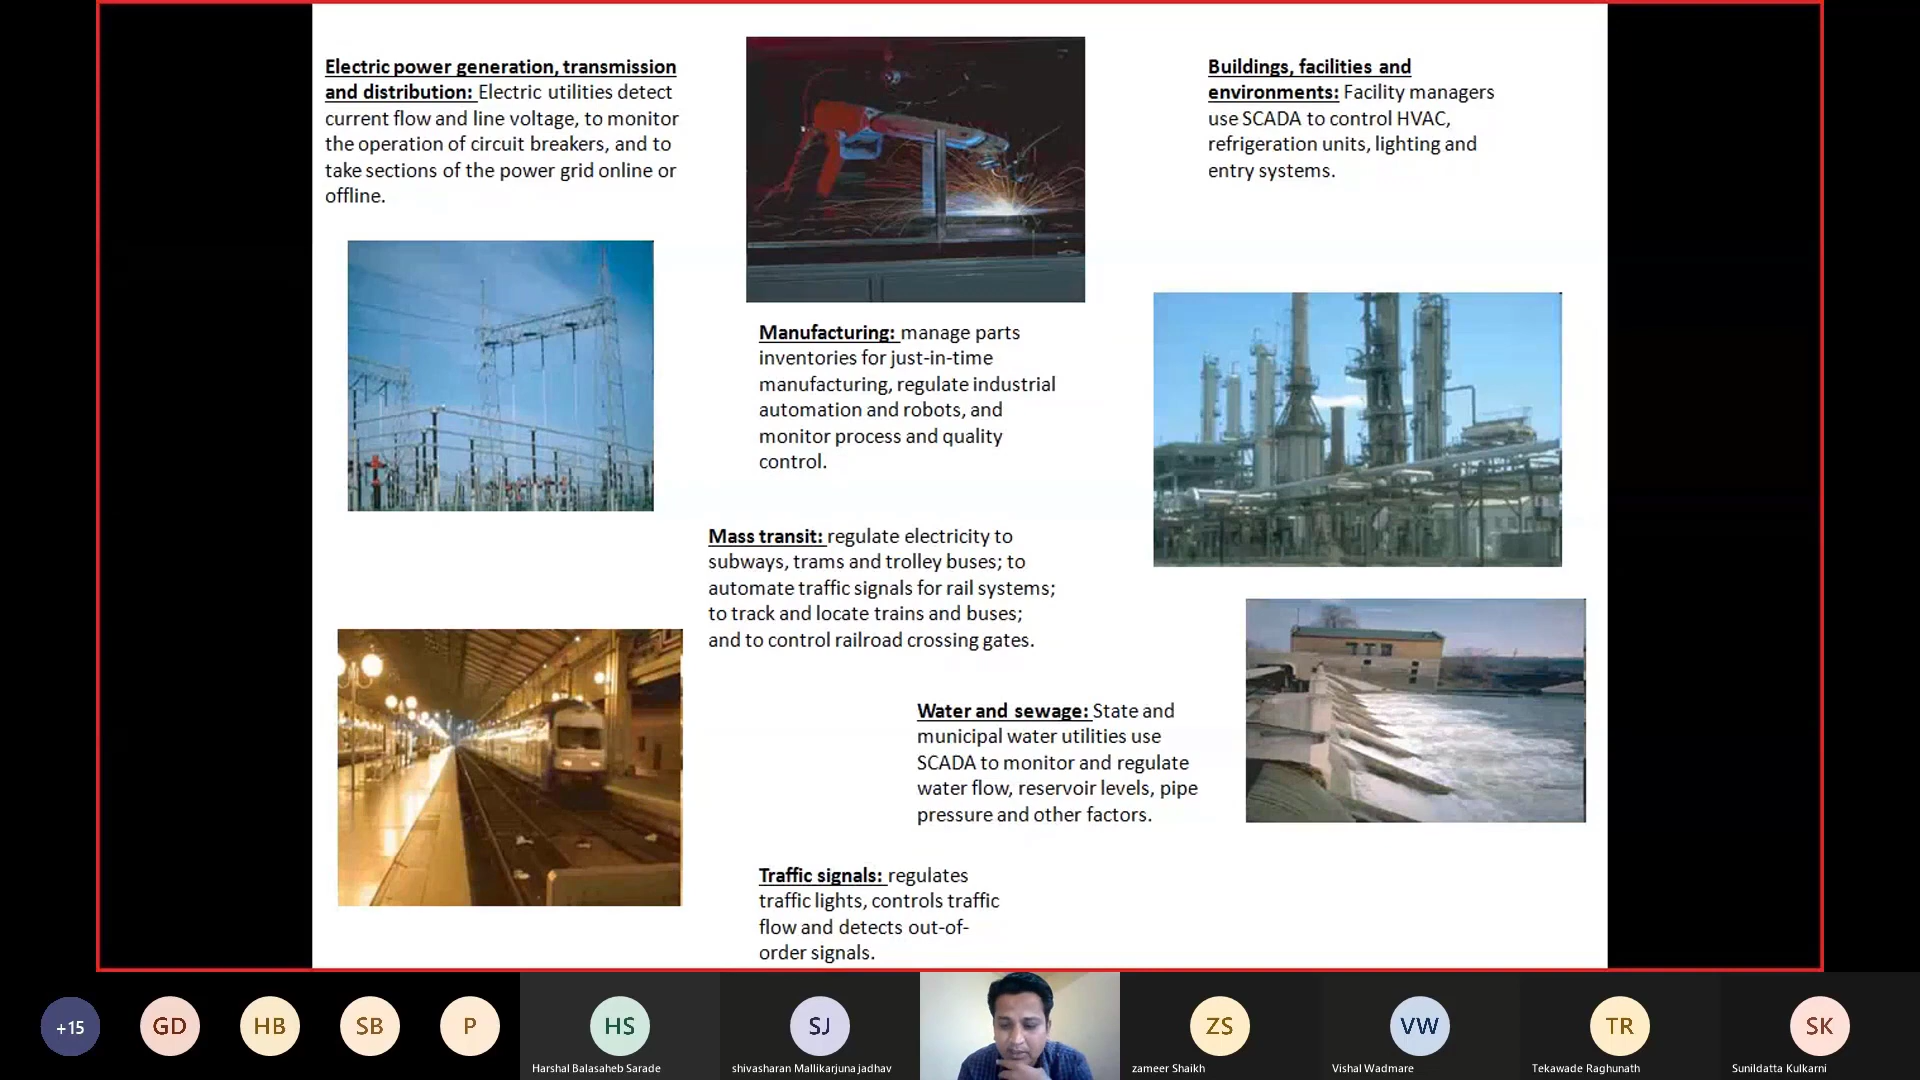 Electric power generation, transmission
and distribution: Electric utilities detect
current flow and line voltage, to monitor
the operation of circuit breakers, and to
take sections of the power grid online or
offline.
Buildings, facilities and
environments: Facility managers
use SCADA to control HVAC,
refrigeration units, lighting and
entry systems.
Manufacturing: manage parts
inventories for just-in-time
manufacturing, regulate industrial
automation and robots, and
monitor process and quality
control.
Mass transit: regulate electricity to
subways, trams and trolley buses; to
automate traffic signals for rail systems;
to track and locate trains and buses;
and to control railroad crossing gates.
Water and sewage: State and
municipal water utilities use
SCADA to monitor and regulate
water flow, reservoir levels, pipe
pressure and other factors.
Traffic signals: regulates
traffic lights, controls traffic
flow and detects out-of-
order signals.
+15
GD
HB
SB
P
HS
Harshal Balasaheb Sarade
SJ
shivasharan Mallikarjuna jadhav
ZS
zameer Shaikh
VW
Vishal Wadmare
TR
Tekawade Raghunath
SK
Sunildatta Kulkarni